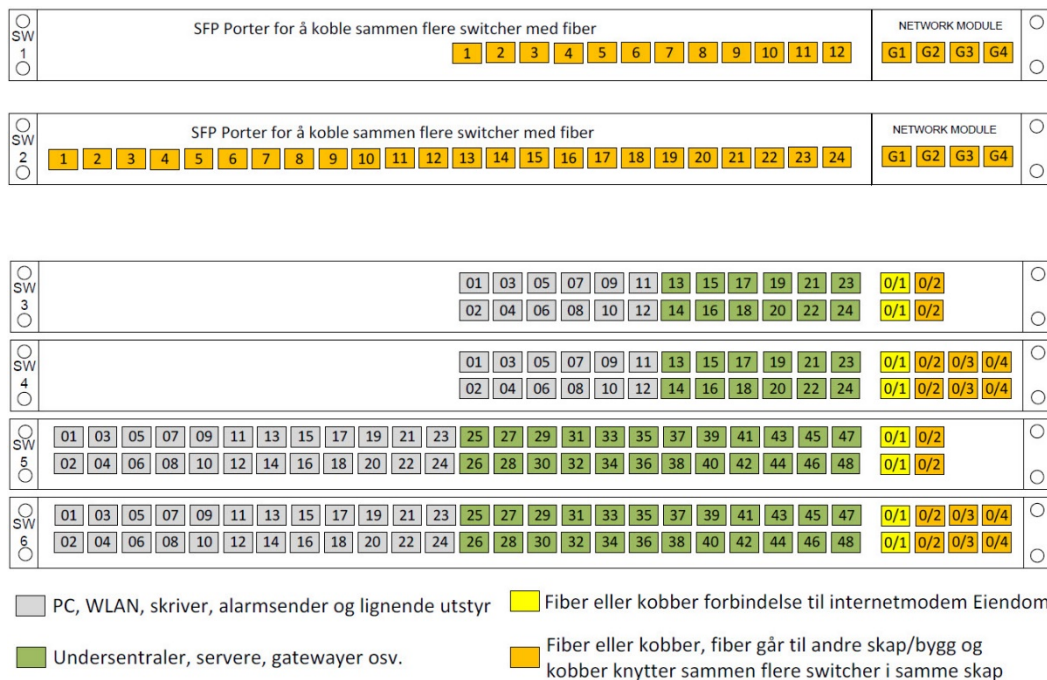 SW
1
SFP Porter for å koble sammen flere switcher med fiber
1 2 3 4 5 6 7 8 9 10 11 12
NETWORK MODULE
G1 G2 G3 G4
SW
2
SFP Porter for å koble sammen flere switcher med fiber
1 2 3 4 5 6 7 8 9 10 11 12 13 14 15 16 17 18 19 20 21 22 23 24
NETWORK MODULE
G1 G2 G3 G4
SW
3
01 03 05 07 09 11 13 15 17 19 21 23 0/1 0/2
02 04 06 08 10 12 14 16 18 20 22 24 0/1 0/2
SW
4
01 03 05 07 09 11 13 15 17 19 21 23 0/1 0/2 0/3 0/4
02 04 06 08 10 12 14 16 18 20 22 24 0/1 0/2 0/3 0/4
SW
5
01 03 05 07 09 11 13 15 17 19 21 23 25 27 29 31 33 35 37 39 41 43 45 47 0/1 0/2
02 04 06 08 10 12 14 16 18 20 22 24 26 28 30 32 34 36 38 40 42 44 46 48 0/1 0/2
SW
6
01 03 05 07 09 11 13 15 17 19 21 23 25 27 29 31 33 35 37 39 41 43 45 47 0/1 0/2 0/3 0/4
02 04 06 08 10 12 14 16 18 20 22 24 26 28 30 32 34 36 38 40 42 44 46 48 0/1 0/2 0/3 0/4
PC, WLAN, skriver, alarmsender og lignende utstyr
Fiber eller kobber forbindelse til internetmodem Eiendom
Undersentraler, servere, gatewayer osv.
Fiber eller kobber, fiber går til andre skap/bygg og
kobber knytter sammen flere switcher i samme skap